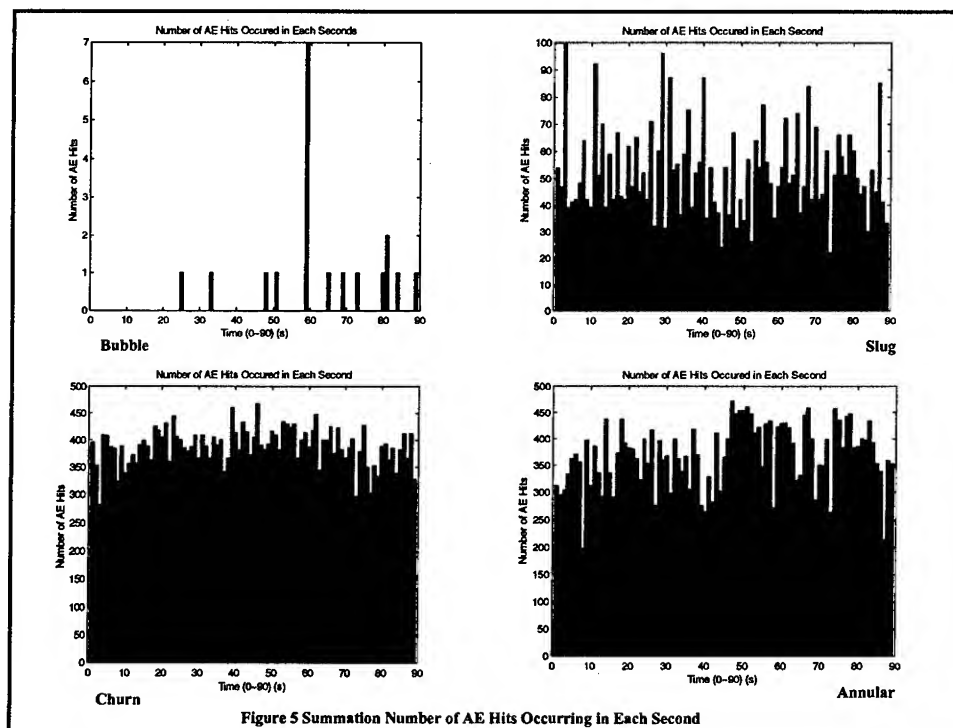 Number of AE Hits Occured in Each Seconds
7
6
5
4
3
2
1
0
Number of AE Hits
0 10 20 30 40 50 60 70 80 90
Time (0~90) (s)
Bubble
Number of AE Hits Occured in Each Second
100
90
80
70
60
50
40
30
20
10
0
Number of AE Hits
0 10 20 30 40 50 60 70 80 90
Time (0~90) (s)
Slug
Number of AE Hits Occured in Each Second
500
450
400
350
300
250
200
150
100
50
0
Number of AE Hits
0 10 20 30 40 50 60 70 80 90
Time (0~90) (s)
Churn
Number of AE Hits Occured in Each Second
500
450
400
350
300
250
200
150
100
50
0
Number of AE Hits
0 10 20 30 40 50 60 70 80 90
Time (0~90) (s)
Annular
Figure 5 Summation Number of AE Hits Occurring in Each Second